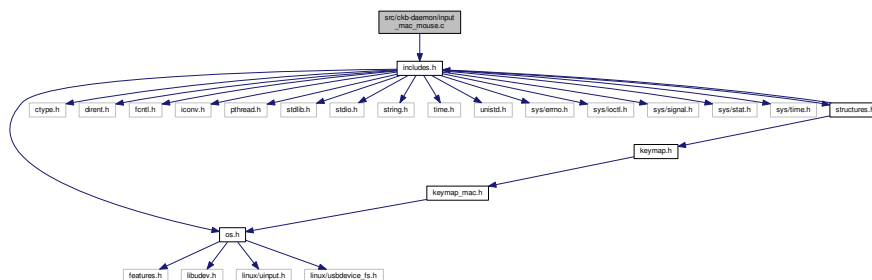 src/ckb-daemon/input
_mac_mouse.c
includes.h
ctype.h
dirent.h
fcntl.h
iconv.h
pthread.h
stdlib.h
stdio.h
string.h
time.h
unistd.h
sys/errno.h
sys/ioctl.h
sys/signal.h
sys/stat.h
sys/time.h
structures.h
keymap.h
keymap_mac.h
os.h
features.h
libudev.h
linux/uinput.h
linux/usbdevice_fs.h